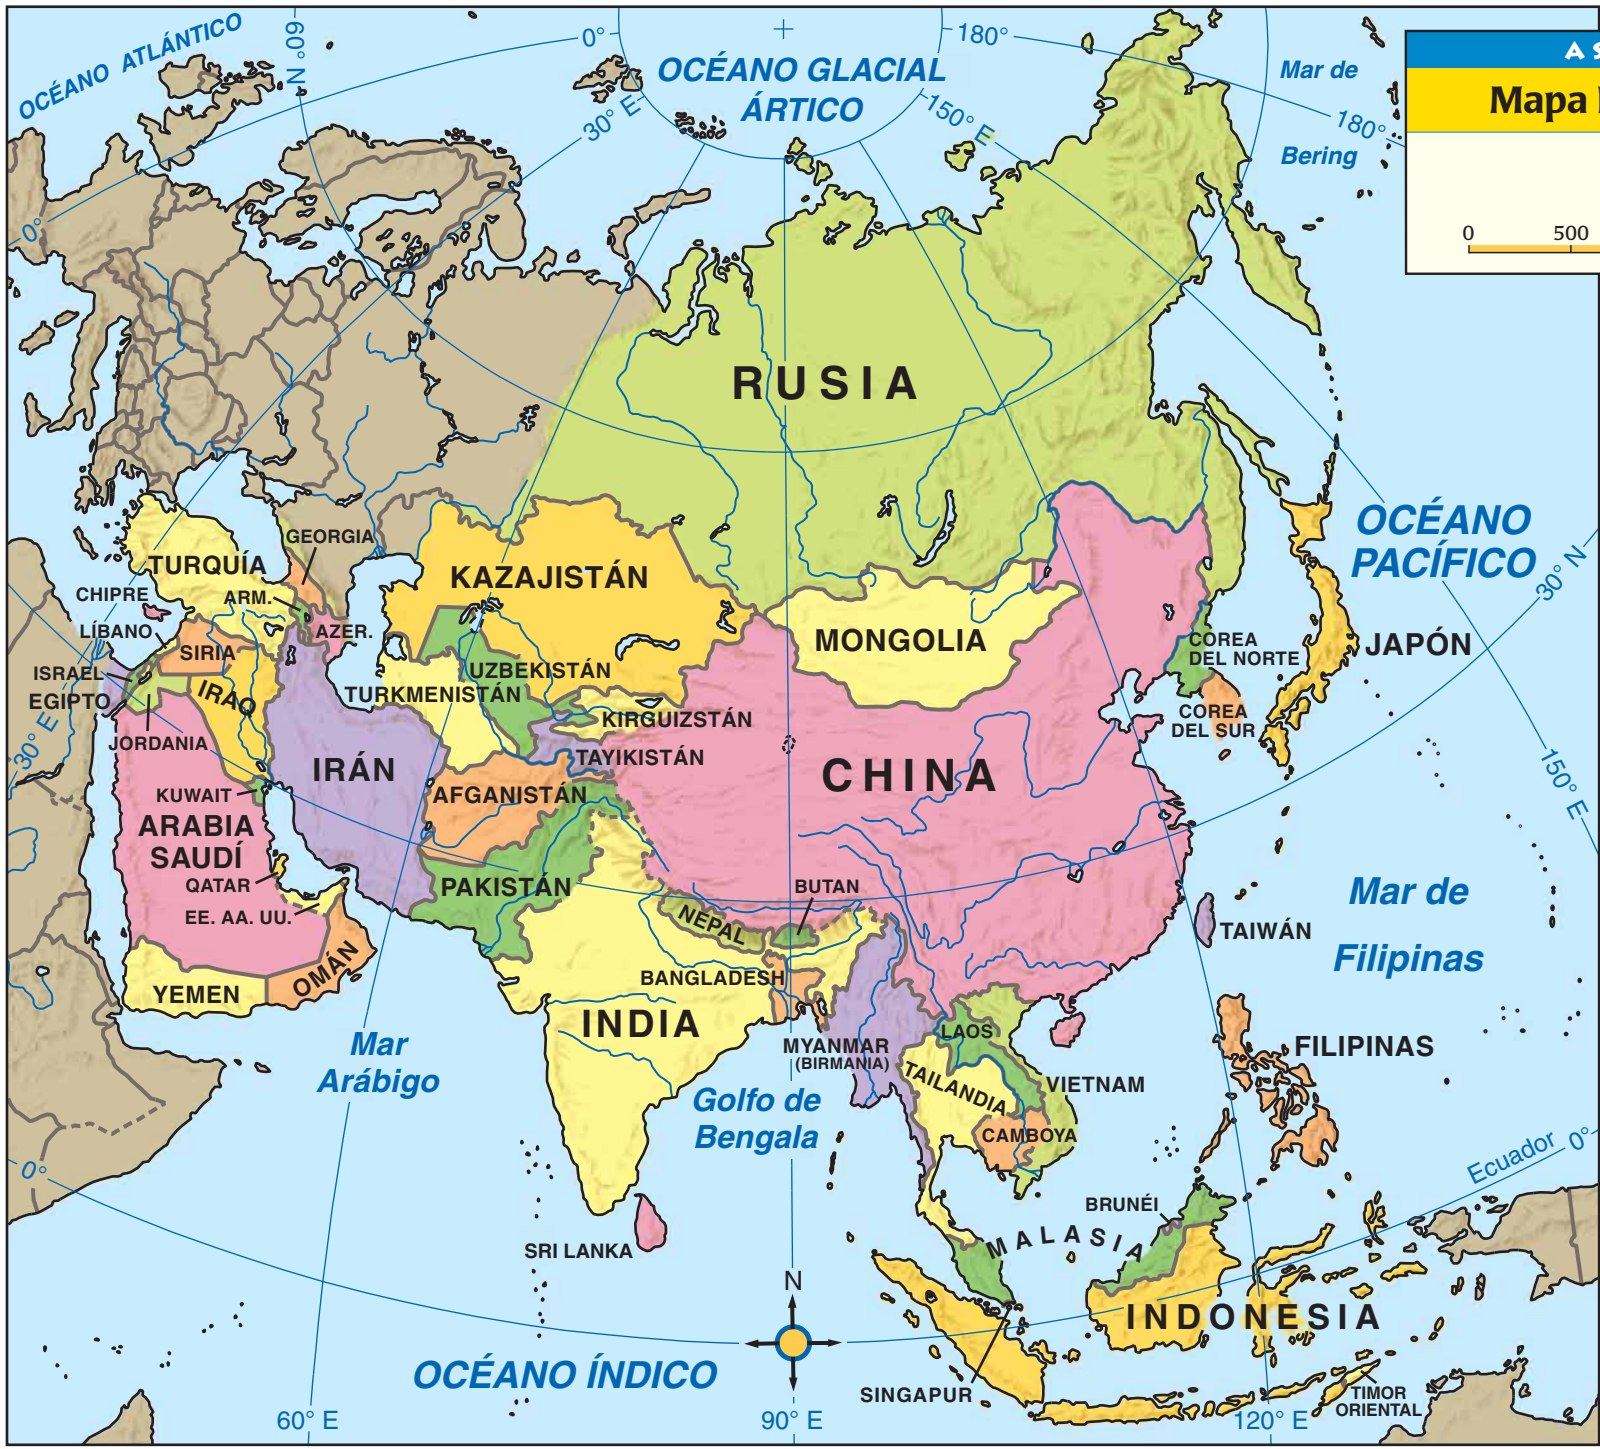 OCÉANO ATLÁNTICO
60° N
0°
OCÉANO GLACIAL
ÁRTICO
180°
Mar de
Bering
180°
30° E
150° E
0°
A S
Mapa
0 500
RUSIA
OCÉANO
PACÍFICO
30° N
GEORGIA
TURQUÍA
KAZAJISTÁN
CHIPRE
ARM.
LÍBANO
AZER.
SIRIA
MONGOLIA
COREA
DEL NORTE
JAPÓN
ISRAEL
UZBEKISTÁN
EGIPTO
IRAQ
TURKMENISTÁN
KIRGUIZSTÁN
COREA
DEL SUR
30° E
JORDANIA
TAYIKISTÁN
IRÁN
CHINA
150° E
KUWAIT
AFGANISTÁN
ARABIA
SAUDÍ
QATAR
PAKISTÁN
BUTAN
Mar de
Filipinas
EE. AA. UU.
NEPAL
TAIWÁN
OMÁN
BANGLADESH
YEMEN
INDIA
LAOS
MYANMAR
(BIRMANIA)
FILIPINAS
Mar
Arábigo
TAILANDIA
VIETNAM
Golfo de
Bengala
CAMBOYA
0°
Ecuador 0°
BRUNÉI
SRI LANKA
MALASIA
N
INDONESIA
OCÉANO ÍNDICO
SINGAPUR
TIMOR
ORIENTAL
60° E
90° E
120° E